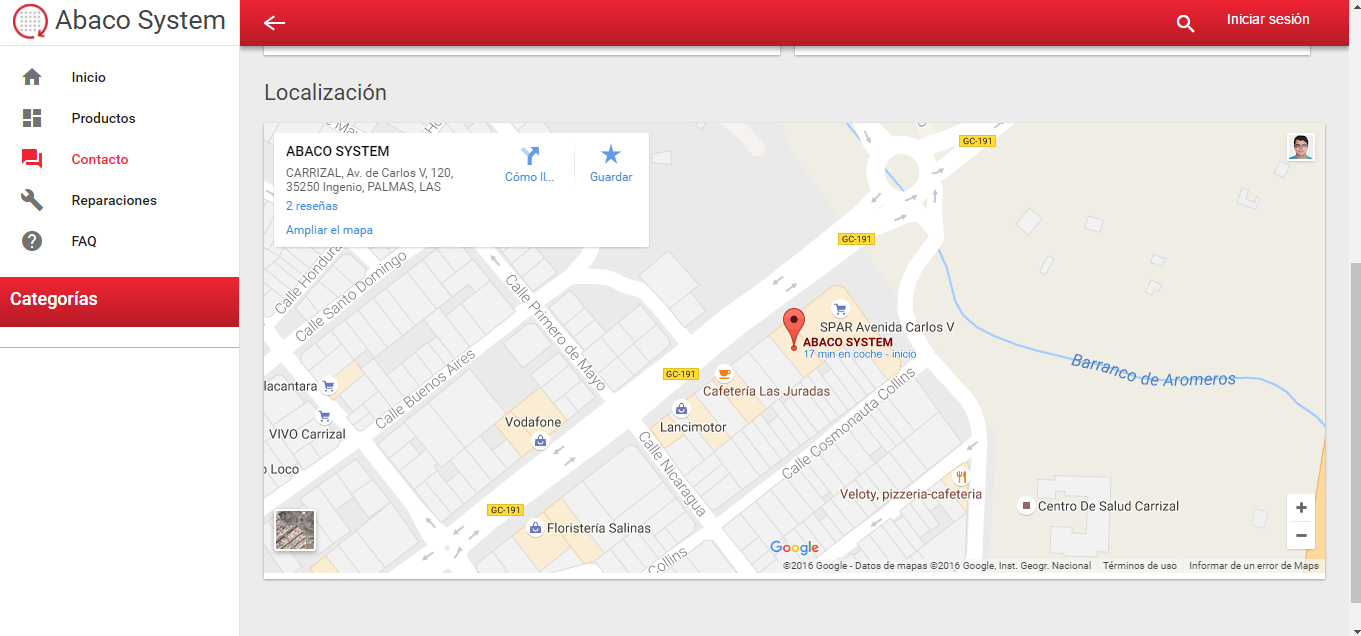 Abaco System
Iniciar sesión
Inicio
Productos
Contacto
Reparaciones
FAQ
Categorías
Localización
ABACO SYSTEM
CARRIZAL, Av. de Carlos V, 120,
35250 Ingenio, PALMAS, LAS
2 reseñas
Ampliar el mapa
Cómo ll...
Guardar
GC-191
GC-191
Calle Hondura
Calle Santo Domingo
Calle Primero de Mayo
SPAR Avenida Carlos V
ABACO SYSTEM
17 min en coche - inicio
Calle Buenos Aires
GC-191
Cafetería Las Juradas
Barranco de Aromeros
lacantara
VIVO Carrizal
Vodafone
Lancimotor
Calle Cosmonauta Collins
o Loco
Calle Nicaragua
Veloty, pizzeria-cafeteria
GC-191
Floristería Salinas
Centro De Salud Carrizal
Collins
Google
©2016 Google - Datos de mapas ©2016 Google, Inst. Geogr. Nacional
Términos de uso
Informar de un error de Maps